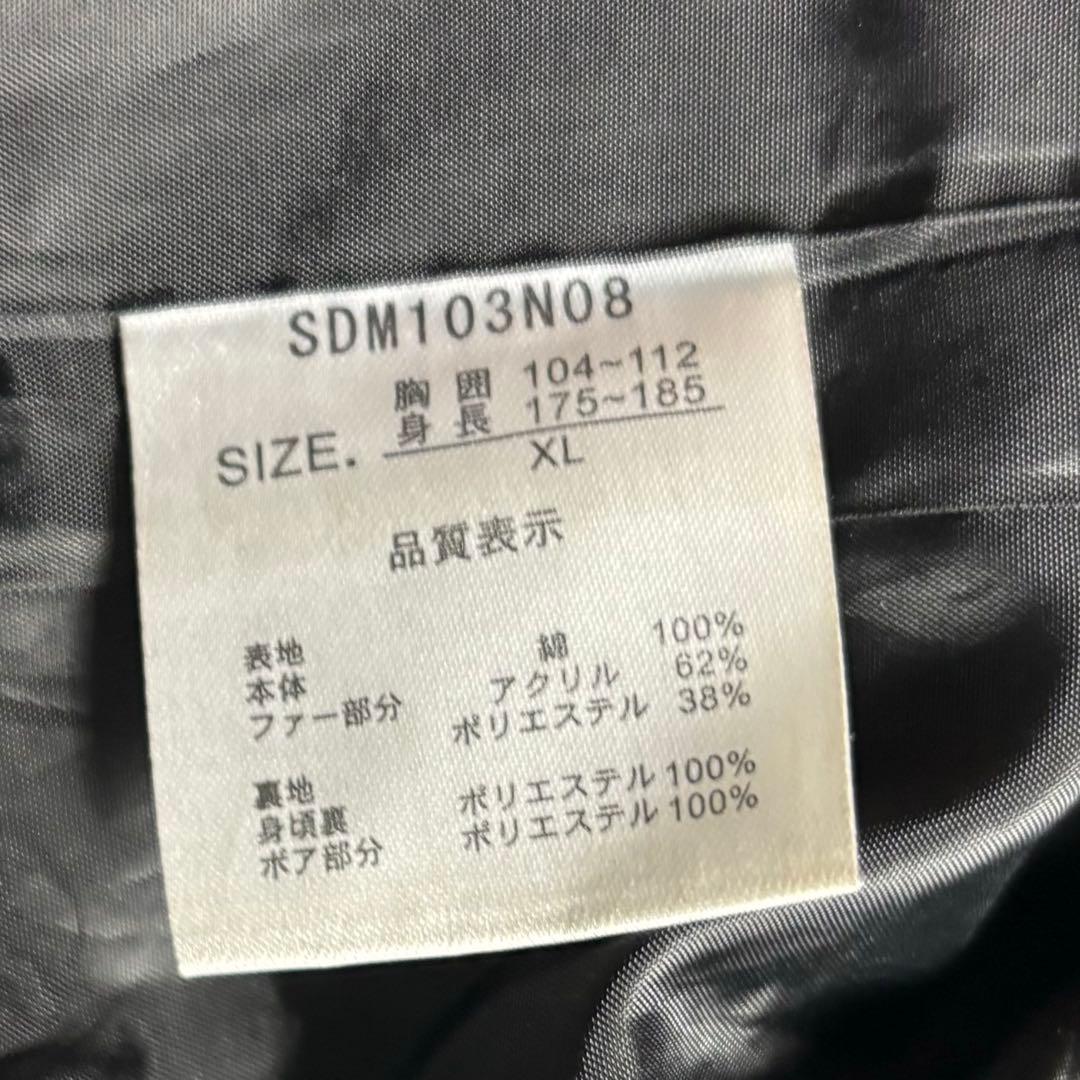 SDM103N08
胸囲 104~112
身長 175~185
SIZE.
XL
品質表示
表地
本体 綿 100%
ファー部分 アクリル 62%
ポリエステル 38%
裏地
身頃裏 ポリエステル 100%
ボア部分 ポリエステル 100%